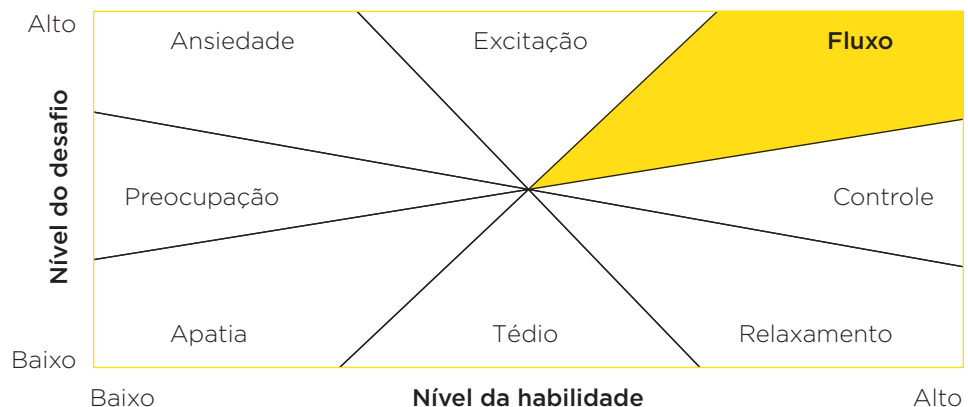 Alto
Ansiedade
Excitação
Fluxo
Nível do desafio
Preocupação
Controle
Apatia
Tédio
Relaxamento
Baixo
Baixo
Nível da habilidade
Alto